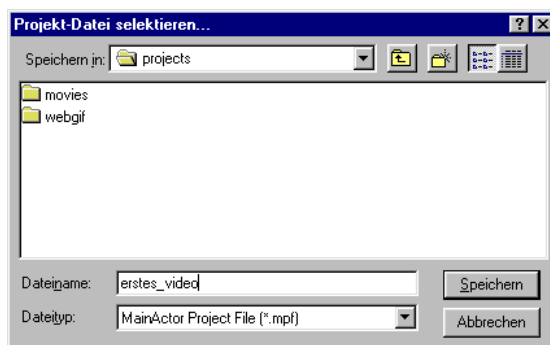 Projekt-Datei selektieren...
Speichern in: projects
movies
webgif
Dateiname: erstes_video Speichern
Dateityp: MainActor Project File (*.mpf) Abbrechen